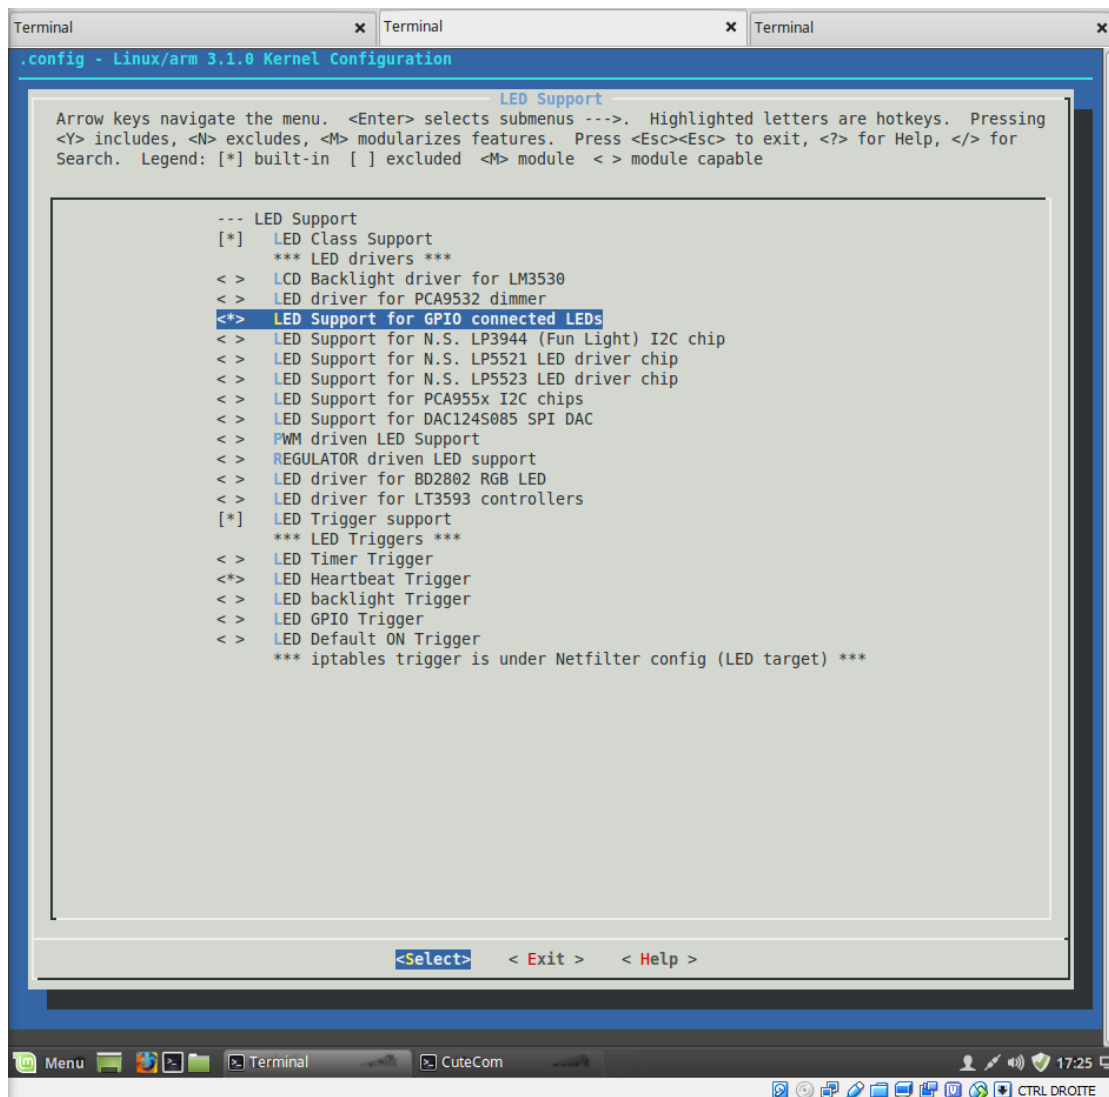 Terminal Terminal Terminal
.config - Linux/arm 3.1.0 Kernel Configuration
LED Support
Arrow keys navigate the menu.  <Enter> selects submenus --->.  Highlighted letters are hotkeys.  Pressing
<Y> includes, <N> excludes, <M> modularizes features.  Press <Esc><Esc> to exit, <?> for Help, </> for
Search.  Legend: [*] built-in  [ ] excluded  <M> module  < > module capable
--- LED Support
[*]   LED Class Support
*** LED drivers ***
< >   LCD Backlight driver for LM3530
< >   LED driver for PCA9532 dimmer
<*>   LED Support for GPIO connected LEDs
< >   LED Support for N.S. LP3944 (Fun Light) I2C chip
< >   LED Support for N.S. LP5521 LED driver chip
< >   LED Support for N.S. LP5523 LED driver chip
< >   LED Support for PCA955x I2C chips
< >   LED Support for DAC124S085 SPI DAC
< >   PWM driven LED Support
< >   REGULATOR driven LED support
< >   LED driver for BD2802 RGB LED
< >   LED driver for LT3593 controllers
[*]   LED Trigger support
*** LED Triggers ***
< >   LED Timer Trigger
<*>   LED Heartbeat Trigger
< >   LED backlight Trigger
< >   LED GPIO Trigger
< >   LED Default ON Trigger
*** iptables trigger is under Netfilter config (LED target) ***
<Select>    < Exit >    < Help >
Menu Terminal CuteCom 17:25
CTRL DROITE